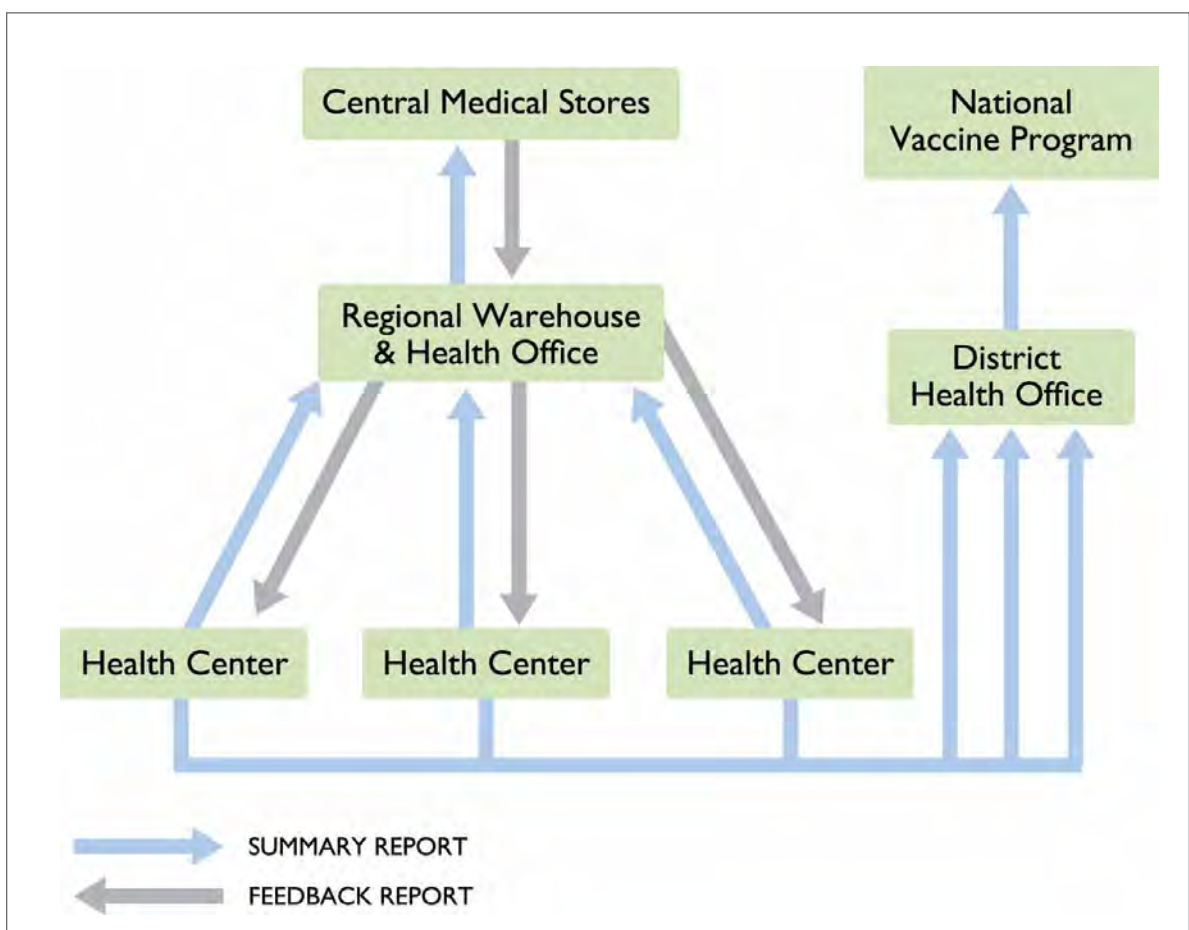 Central Medical Stores
National
Vaccine Program
Regional Warehouse
& Health Office
District
Health Office
Health Center
Health Center
Health Center
SUMMARY REPORT
FEEDBACK REPORT